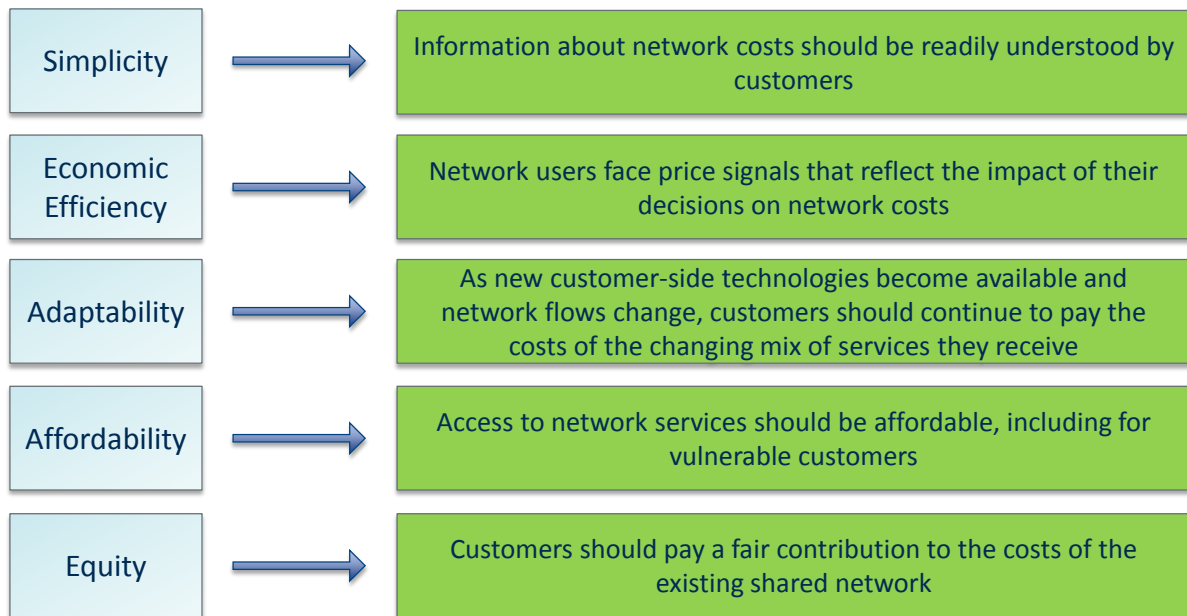 Simplicity
Information about network costs should be readily understood by
customers
Economic
Efficiency
Network users face price signals that reflect the impact of their
decisions on network costs
Adaptability
As new customer-side technologies become available and
network flows change, customers should continue to pay the
costs of the changing mix of services they receive
Affordability
Access to network services should be affordable, including for
vulnerable customers
Equity
Customers should pay a fair contribution to the costs of the
existing shared network